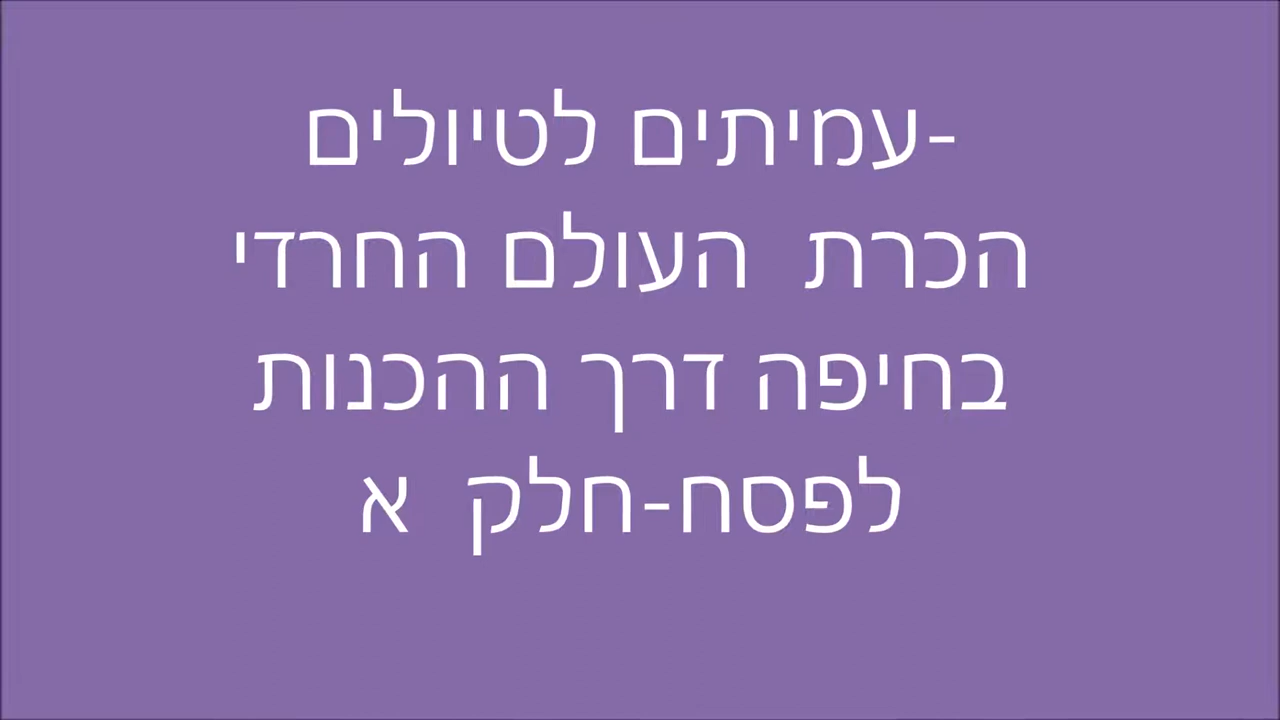 -עמיתים לטיולים
הכרת  העולם החרדי
בחיפה דרך ההכנות
לפסח-חלק  א